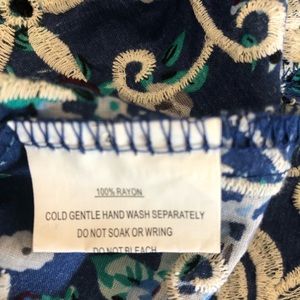 100% RAYON
COLD GENTLE HAND WASH SEPARATELY
DO NOT SOAK OR WRING
DO NOT BLEACH